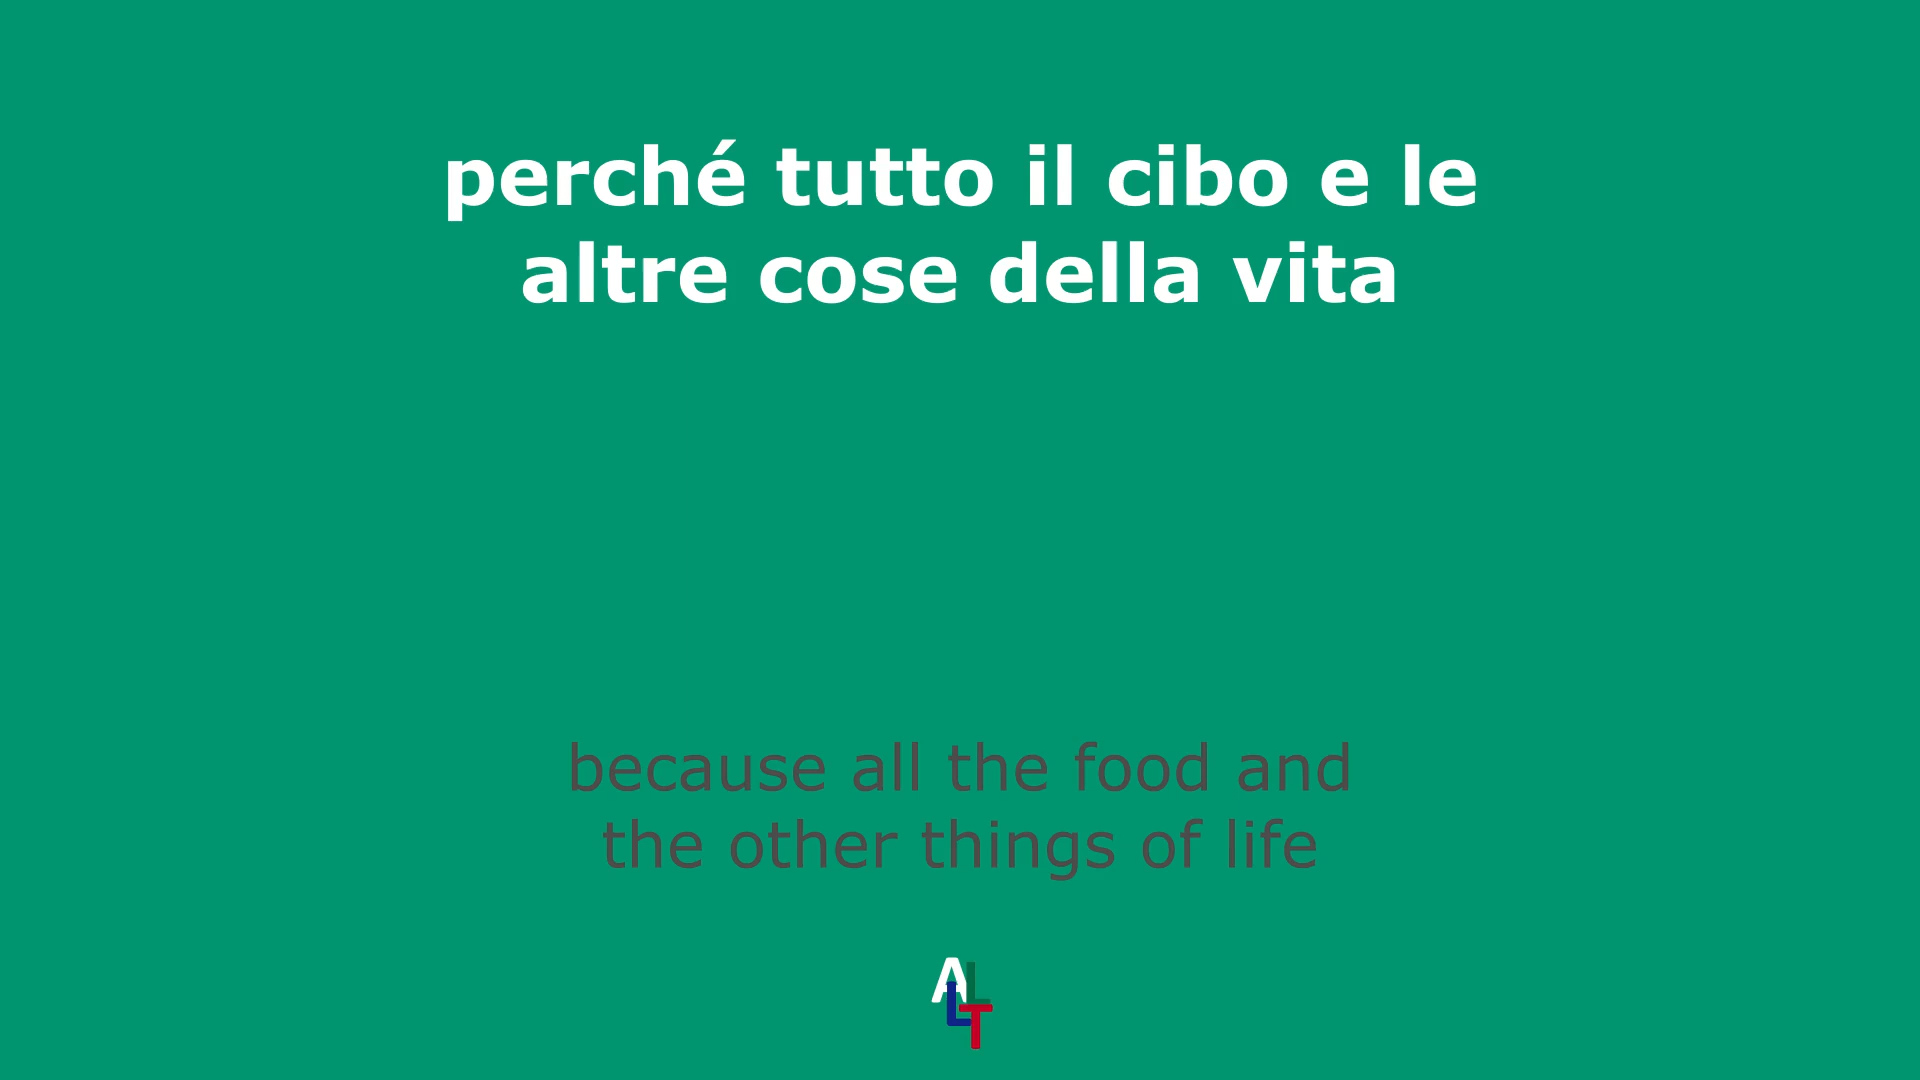 perché tutto il cibo e le
altre cose della vita
because all the food and
the other things of life
ALLT